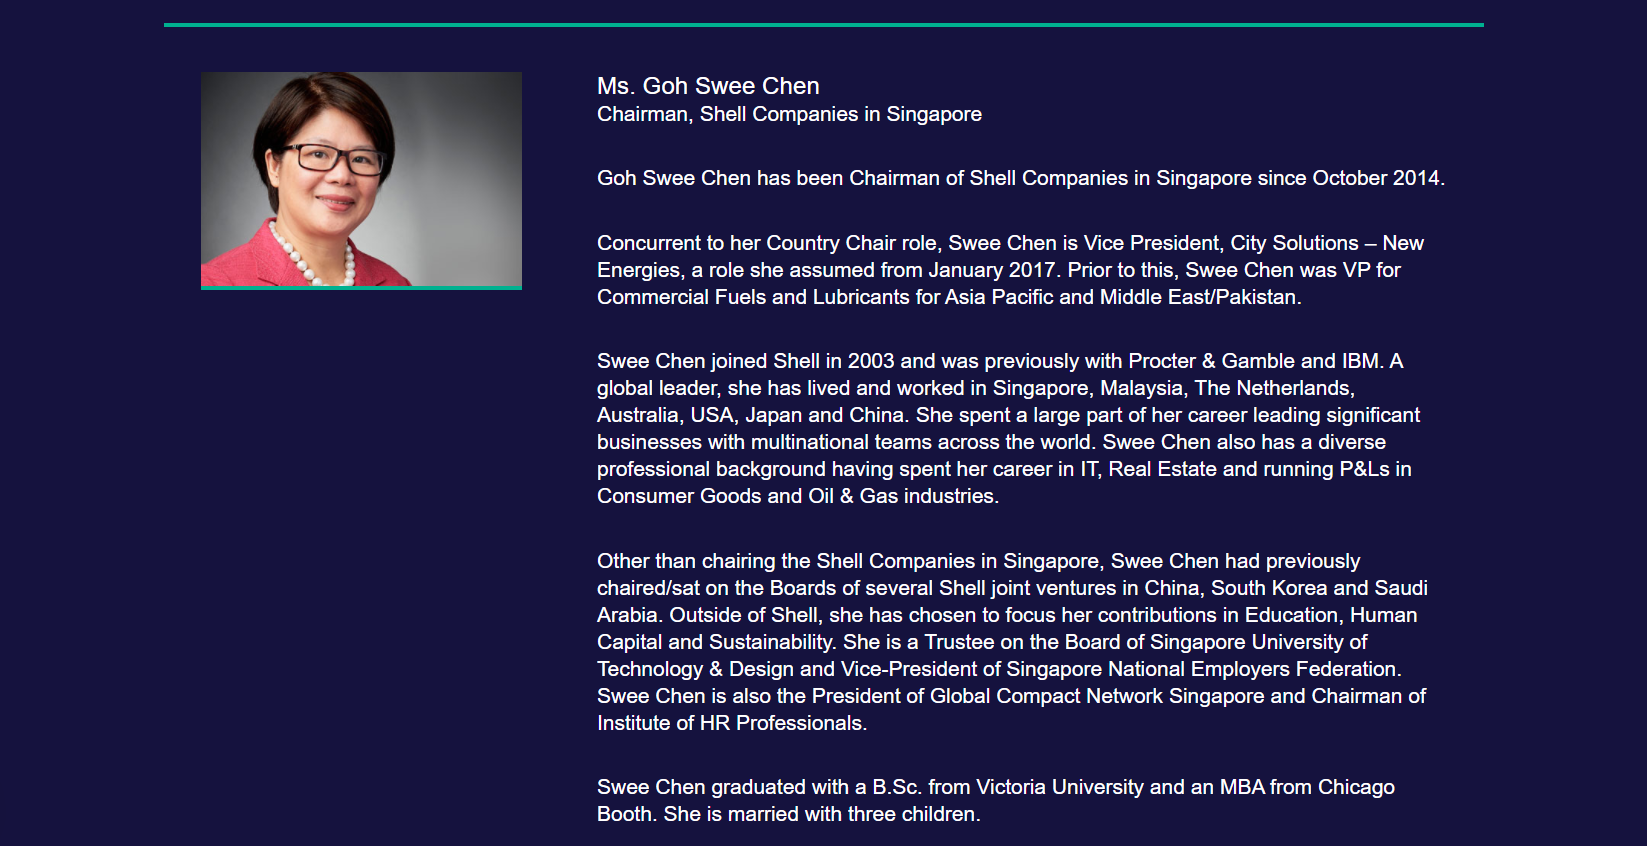 Ms. Goh Swee Chen
Chairman, Shell Companies in Singapore
Goh Swee Chen has been Chairman of Shell Companies in Singapore since October 2014.
Concurrent to her Country Chair role, Swee Chen is Vice President, City Solutions – New
Energies, a role she assumed from January 2017. Prior to this, Swee Chen was VP for
Commercial Fuels and Lubricants for Asia Pacific and Middle East/Pakistan.
Swee Chen joined Shell in 2003 and was previously with Procter & Gamble and IBM. A
global leader, she has lived and worked in Singapore, Malaysia, The Netherlands,
Australia, USA, Japan and China. She spent a large part of her career leading significant
businesses with multinational teams across the world. Swee Chen also has a diverse
professional background having spent her career in IT, Real Estate and running P&Ls in
Consumer Goods and Oil & Gas industries.
Other than chairing the Shell Companies in Singapore, Swee Chen had previously
chaired/sat on the Boards of several Shell joint ventures in China, South Korea and Saudi
Arabia. Outside of Shell, she has chosen to focus her contributions in Education, Human
Capital and Sustainability. She is a Trustee on the Board of Singapore University of
Technology & Design and Vice-President of Singapore National Employers Federation.
Swee Chen is also the President of Global Compact Network Singapore and Chairman of
Institute of HR Professionals.
Swee Chen graduated with a B.Sc. from Victoria University and an MBA from Chicago
Booth. She is married with three children.